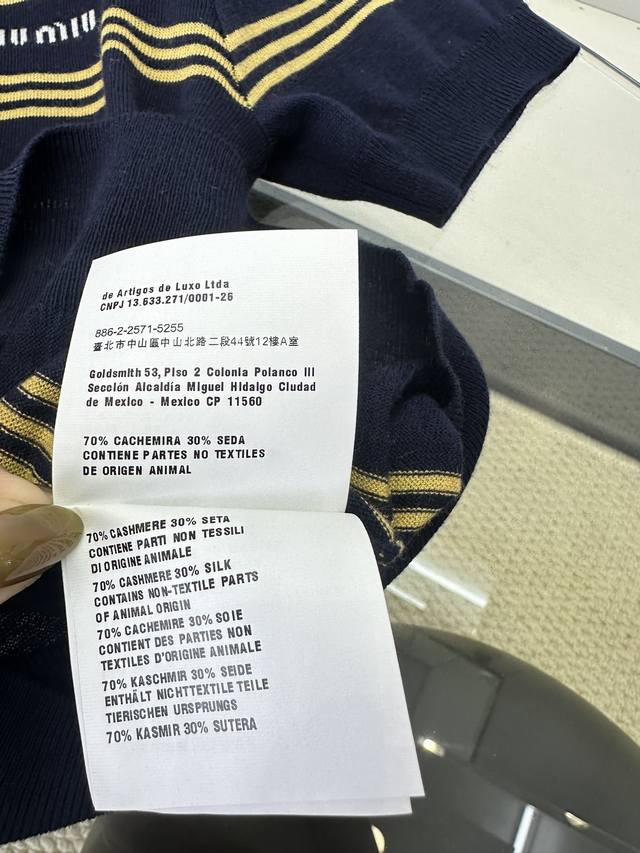 miu
de Artigos de Luxo Ltda
CNPJ 13.633.271/0001-26
886-2-2571-5255
臺北市中山區中山北路二段44號12樓A室
Goldsmith 53, Piso 2 Colonia Polanco III
Sección Alcaldía Miguel Hidalgo Ciudad
de Mexico - Mexico CP 11560
70% CACHEMIRA 30% SEDA
CONTIENE PARTES NO TEXTILES
DE ORIGEN ANIMAL
70% CASHMERE 30% SETA
CONTIENE PARTI NON TESSILI
DI ORIGINE ANIMALE
70% CASHMERE 30% SILK
CONTAINS NON-TEXTILE PARTS
OF ANIMAL ORIGIN
70% CACHEMIRE 30% SOIE
CONTIENT DES PARTIES NON
TEXTILES D'ORIGINE ANIMALE
70% KASCHMIR 30% SEIDE
ENTHÄLT NICHTTEXTILE TEILE
TIERISCHEN URSPRUNGS
70% KASMIR 30% SUTERA